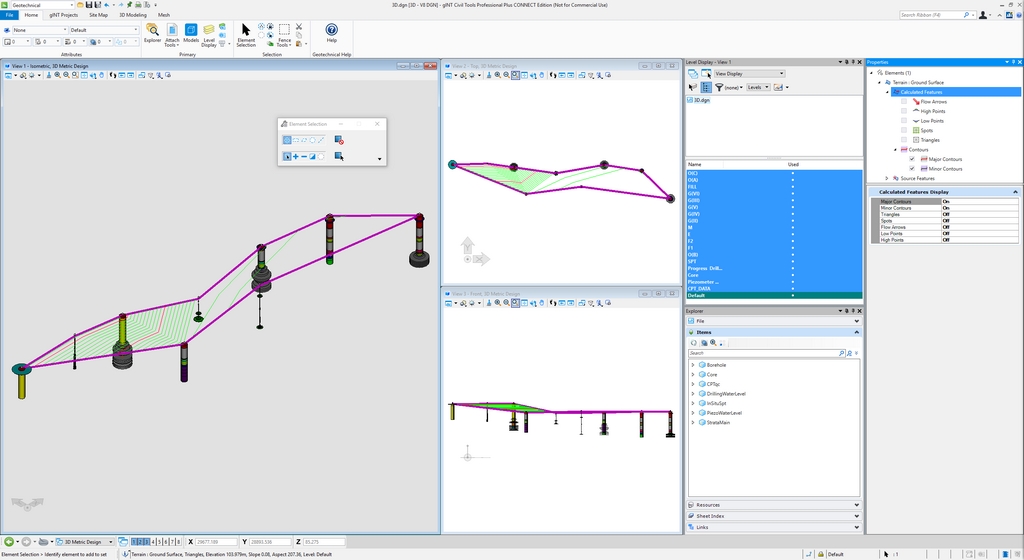 Geotechnical
3D.dgn [3D - V8 DGN] - gINT Civil Tools Professional Plus CONNECT Edition [Not for Commercial Use]
File Home gINT Projects Site Map 3D Modeling Mesh
Search Ribbon (F4)
None Default
0 0 0
0 0
Explorer Attach Tools Models Level Display
Element Selection
Fence Tools
Help
Attributes Primary Selection Geotechnical Help
View 1 - Isometric, 3D Metric Design
Element Selection
View 2 - Top, 3D Metric Design
View 3 - Front, 3D Metric Design
Level Display - View 1
View Display
(none) Levels
3D.dgn
Name Used
O(C)
O(A)
FILL
G(VI)
G(III)
G(V)
G(IV)
G(II)
M
E
F2
F1
O(B)
SPT
Progress_Drill...
Core
Piezometer ...
CPT_DATA
Default
Explorer
File
Items
Search
Borehole
Core
CPTqc
DrillingWaterLevel
InSituSpt
PiezoWaterLevel
StrataMain
Resources
Sheet Index
Links
Properties
Elements (1)
Terrain : Ground Surface
Calculated Features
Flow Arrows
High Points
Low Points
Spots
Triangles
Contours
Major Contours
Minor Contours
Source Features
Calculated Features Display
Major Contours On
Minor Contours On
Triangles Off
Spots Off
Flow Arrows Off
Low Points Off
High Points Off
3D Metric Design 1 2 3 4 5 6 7 8 X 29677.199 Y 28893.556 Z 85.275
Element Selection > Identify element to add to set
Terrain : Ground Surface, Triangles, Elevation 103.979m, Slope 0.08, Aspect 207.36, Level: Default
Default